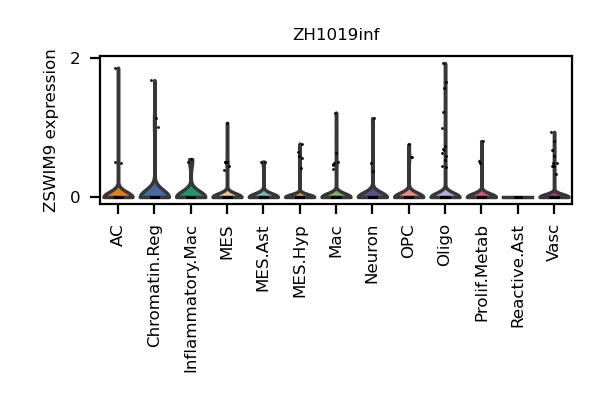 ZH1019inf
ZSWIM9 expression
2
0
AC
Chromatin.Reg
Inflammatory.Mac
MES
MES.Ast
MES.Hyp
Mac
Neuron
OPC
Oligo
Prolif.Metab
Reactive.Ast
Vasc